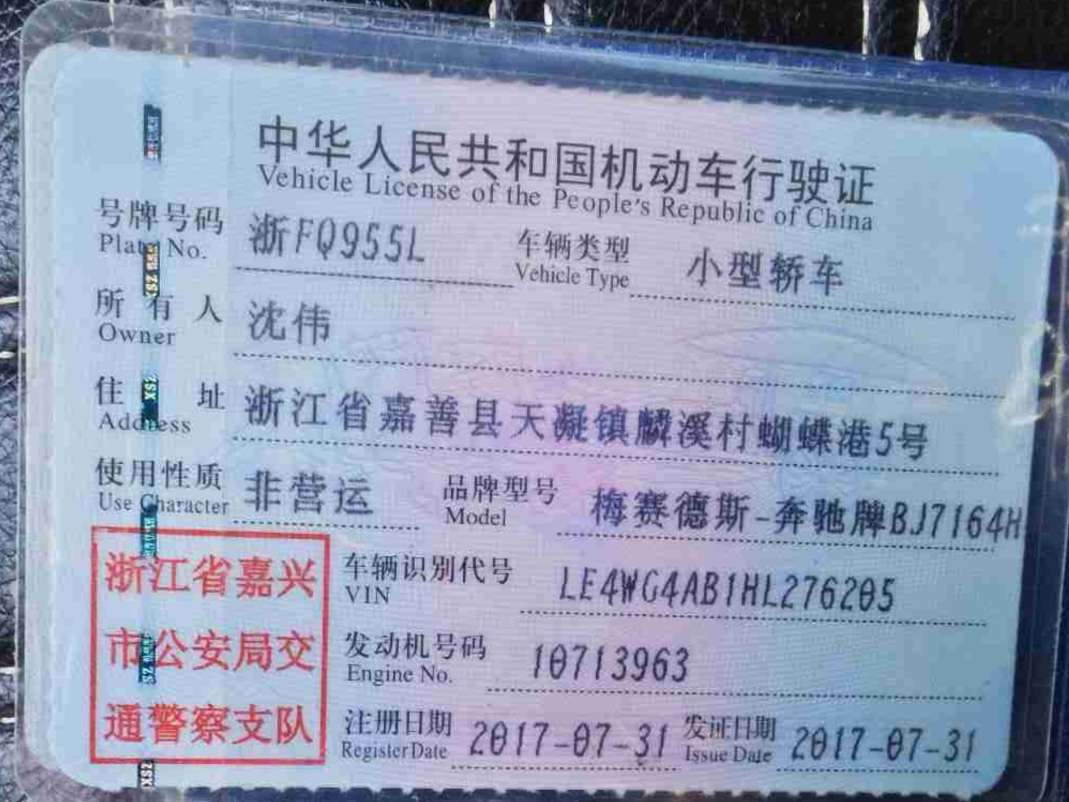 中华人民共和国机动车行驶证
Vehicle License of the People's Republic of China
号牌号码 浙FQ955L 车辆类型 小型轿车
Plate No. Vehicle Type
所有人 沈伟
Owner
住址 浙江省嘉善县天凝镇麟溪村蝴蝶港5号
Address
使用性质 非营运 品牌型号 梅赛德斯-奔驰牌BJ7164H
Use Character Model
浙江省嘉兴
市公安局交
通警察支队
车辆识别代号 LE4WG4AB1HL276205
VIN
发动机号码 10713963
Engine No.
注册日期 2017-07-31 发证日期 2017-07-31
Register Date Issue Date